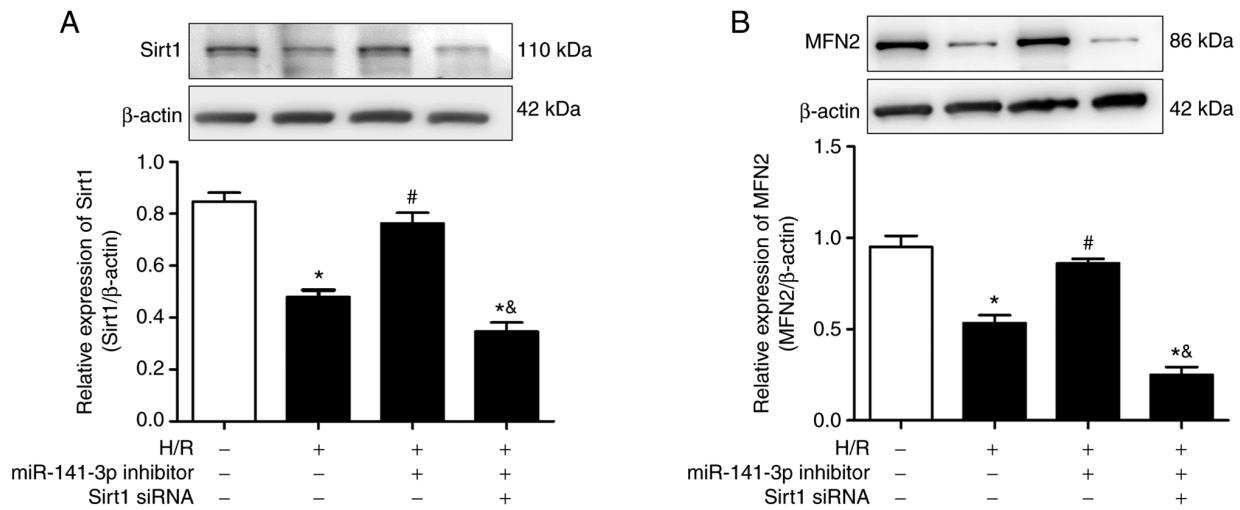 A
Sirt1
110 kDa
β-actin
42 kDa
Relative expression of Sirt1
(Sirt1/β-actin)
1.0
0.8
0.6
0.4
0.2
0.0
*
#
*&
H/R − + + +
miR-141-3p inhibitor − − + +
Sirt1 siRNA − − − +
B
MFN2
86 kDa
β-actin
42 kDa
Relative expression of MFN2
(MFN2/β-actin)
1.5
1.0
0.5
0.0
*
#
*&
H/R − + + +
miR-141-3p inhibitor − − + +
Sirt1 siRNA − − − +